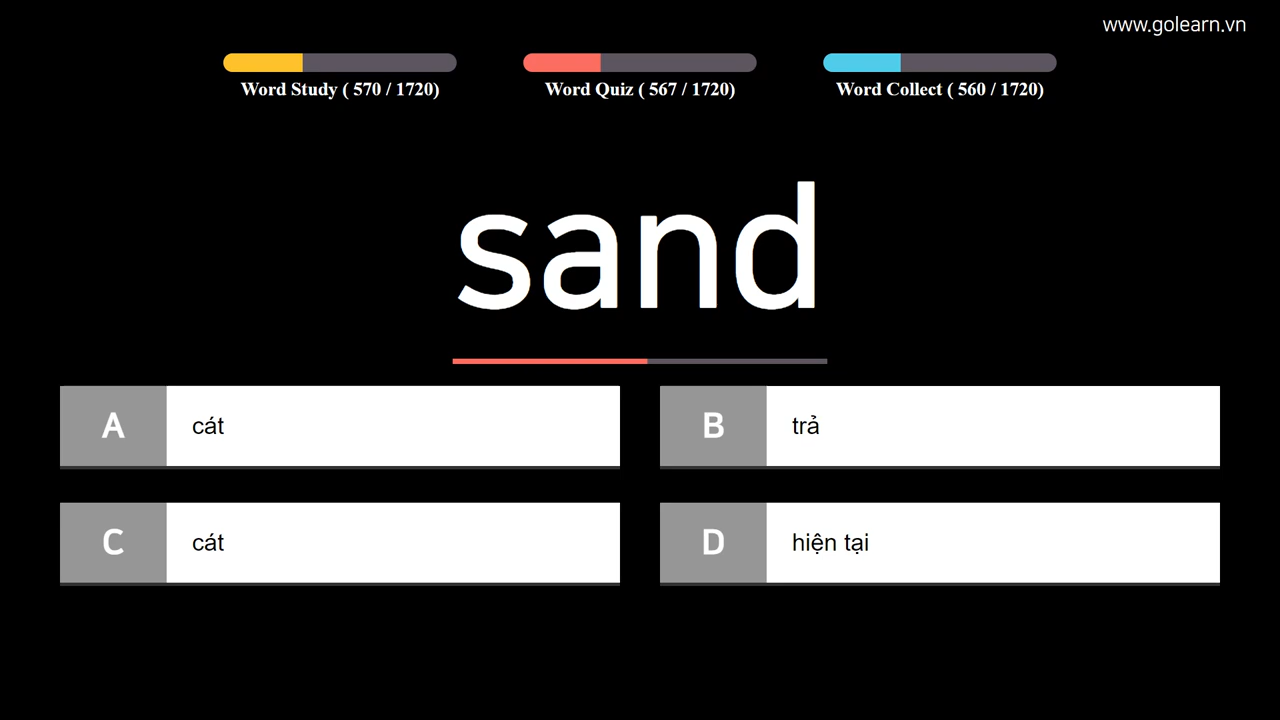 www.golearn.vn
Word Study ( 570 / 1720)
Word Quiz ( 567 / 1720)
Word Collect ( 560 / 1720)
sand
A cát
B trả
C cát
D hiện tại